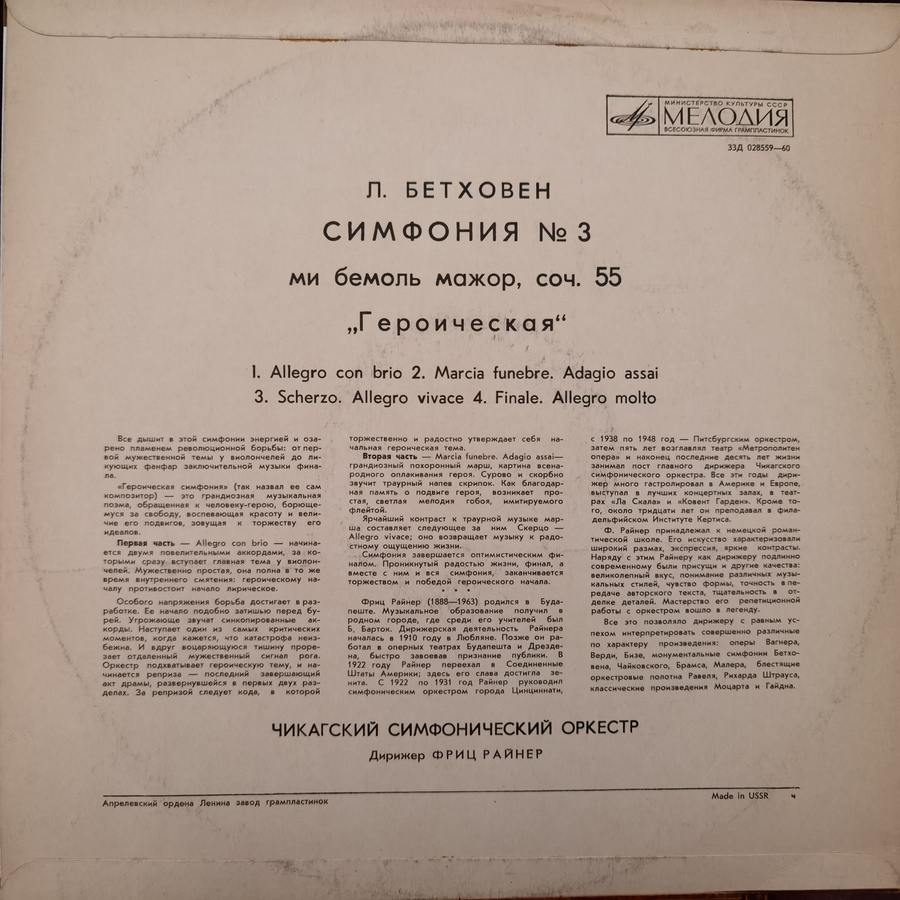 МИНИСТЕРСТВО КУЛЬТУРЫ СССР
МЕЛОДИЯ
ВСЕСОЮЗНАЯ ФИРМА ГРАМПЛАСТИНОК
33Д 028559—60
Л. БЕТХОВЕН
СИМФОНИЯ № 3
ми бемоль мажор, соч. 55
„Героическая“
1. Allegro con brio 2. Marcia funebre. Adagio assai
3. Scherzo. Allegro vivace 4. Finale. Allegro molto
Все дышит в этой симфонии энергией и оза-
рено пламенем революционной борьбы: от пер-
вой мужественной темы у виолончелей до ли-
кующих фанфар заключительной музыки фина-
ла.
«Героическая симфония» (так назвал ее сам
композитор) — это грандиозная музыкальная
поэма, обращенная к человеку-герою, борюще-
муся за свободу, воспевающая красоту и вели-
чие его подвигов, зовущая к торжеству его
идеалов.
Первая часть — Allegro con brio — начина-
ется двумя повелительными аккордами, за ко-
торыми сразу вступает главная тема у виолон-
челей. Мужественно простая, она полна в то же
время внутреннего смятения: героическому на-
чалу противостоит начало лирическое.
Особого напряжения борьба достигает в раз-
работке. Ее начало подобно затишью перед бу-
рей. Угрожающе звучат синкопированные ак-
корды. Наступает один из самых критических
моментов, когда кажется, что катастрофа неиз-
бежна. И вдруг воцаряющуюся тишину проре-
зает отдаленный мужественный сигнал рога.
Оркестр подхватывает героическую тему, и на-
чинается реприза — последний завершающий
акт драмы, развернувшейся в первых двух раз-
делах. За репризой следует кода, в которой
торжественно и радостно утверждает себя на-
чальная героическая тема.
Вторая часть — Marcia funebre. Adagio assai—
грандиозный похоронный марш, картина всена-
родного оплакивания героя. Сурово и скорбно
звучит траурный напев скрипок. Как благодар-
ная память о подвиге героя, возникает про-
стая, светлая мелодия гобоя, имитируемого
флейтой.
Ярчайший контраст к траурной музыке мар-
ша составляет следующее за ним Скерцо —
Allegro vivace; оно возвращает музыку к радо-
стному ощущению жизни.
Симфония завершается оптимистическим фи-
налом. Проникнутый радостью жизни, финал, а
вместе с ним и вся симфония, заканчивается
торжеством и победой героического начала.
* * *
Фриц Райнер (1888—1963) родился в Буда-
пеште. Музыкальное образование получил в
родном городе, где среди его учителей был
Б. Барток. Дирижерская деятельность Райнера
началась в 1910 году в Любляне. Позже он ра-
ботал в оперных театрах Будапешта и Дрезде-
на, быстро завоевав признание публики. В
1922 году Райнер переехал в Соединенные
Штаты Америки; здесь его слава достигла зе-
нита. С 1922 по 1931 год Райнер руководил
симфоническим оркестром города Цинциннати,
с 1938 по 1948 год — Питсбургским оркестром,
затем пять лет возглавлял театр «Метрополитен
опера» и наконец последние десять лет жизни
занимал пост главного дирижера Чикагского
симфонического оркестра. Все эти годы дири-
жер много гастролировал в Америке и Европе,
выступал в лучших концертных залах, в теат-
рах «Ла Скала» и «Ковент Гарден». Кроме то-
го, около тридцати лет он преподавал в фила-
дельфийском Институте Кертиса.
Ф. Райнер принадлежал к немецкой роман-
тической школе. Его искусство характеризовали
широкий размах, экспрессия, яркие контрасты.
Наряду с этим Райнеру как дирижеру подлинно
современному были присущи и другие качества:
великолепный вкус, понимание различных музы-
кальных стилей, чувство формы, точность в пе-
редаче авторского текста, тщательность в от-
делке деталей. Мастерство его репетиционной
работы с оркестром вошло в легенду.
Все это позволяло дирижеру с равным ус-
пехом интерпретировать совершенно различные
по характеру произведения: оперы Вагнера,
Верди, Бизе, монументальные симфонии Бетхо-
вена, Чайковского, Брамса, Малера, блестящие
оркестровые полотна Равеля, Рихарда Штрауса,
классические произведения Моцарта и Гайдна.
ЧИКАГСКИЙ СИМФОНИЧЕСКИЙ ОРКЕСТР
Дирижер ФРИЦ РАЙНЕР
Апрелевский ордена Ленина завод грампластинок
Made in USSR ч